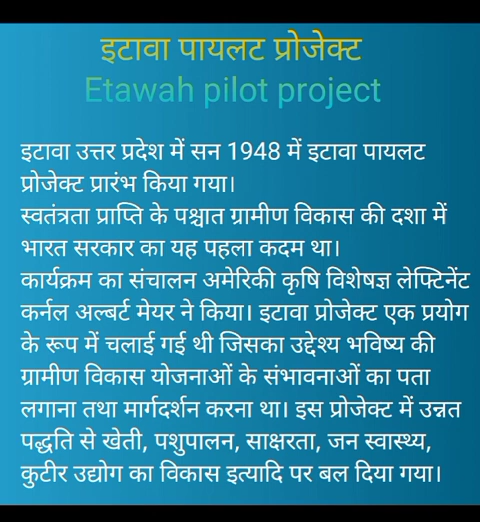 इटावा पायलट प्रोजेक्ट
Etawah pilot project
इटावा उत्तर प्रदेश में सन 1948 में इटावा पायलट
प्रोजेक्ट प्रारंभ किया गया।
स्वतंत्रता प्राप्ति के पश्चात ग्रामीण विकास की दशा में
भारत सरकार का यह पहला कदम था।
कार्यक्रम का संचालन अमेरिकी कृषि विशेषज्ञ लेफ्टिनेंट
कर्नल अल्बर्ट मेयर ने किया। इटावा प्रोजेक्ट एक प्रयोग
के रूप में चलाई गई थी जिसका उद्देश्य भविष्य की
ग्रामीण विकास योजनाओं के संभावनाओं का पता
लगाना तथा मार्गदर्शन करना था। इस प्रोजेक्ट में उन्नत
पद्धति से खेती, पशुपालन, साक्षरता, जन स्वास्थ्य,
कुटीर उद्योग का विकास इत्यादि पर बल दिया गया।